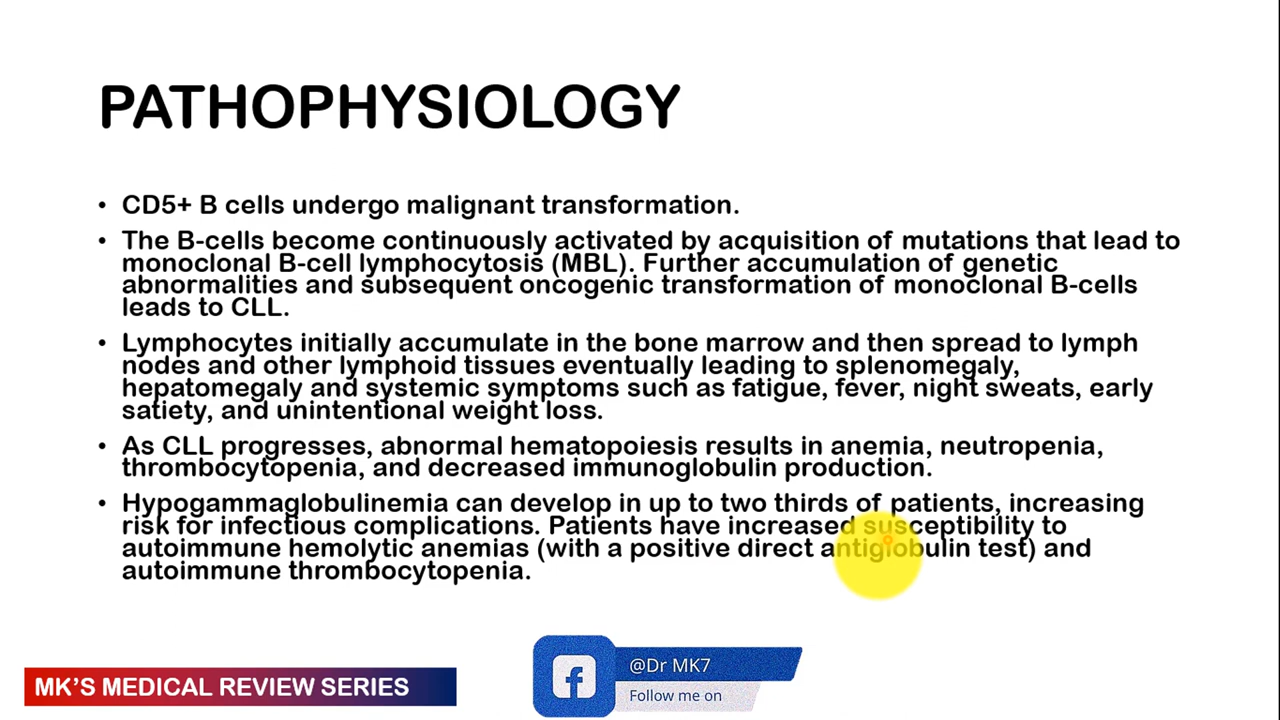 PATHOPHYSIOLOGY
• CD5+ B cells undergo malignant transformation.
• The B-cells become continuously activated by acquisition of mutations that lead to
monoclonal B-cell lymphocytosis (MBL). Further accumulation of genetic
abnormalities and subsequent oncogenic transformation of monoclonal B-cells
leads to CLL.
• Lymphocytes initially accumulate in the bone marrow and then spread to lymph
nodes and other lymphoid tissues eventually leading to splenomegaly,
hepatomegaly and systemic symptoms such as fatigue, fever, night sweats, early
satiety, and unintentional weight loss.
• As CLL progresses, abnormal hematopoiesis results in anemia, neutropenia,
thrombocytopenia, and decreased immunoglobulin production.
• Hypogammaglobulinemia can develop in up to two thirds of patients, increasing
risk for infectious complications. Patients have increased susceptibility to
autoimmune hemolytic anemias (with a positive direct antiglobulin test) and
autoimmune thrombocytopenia.
MK'S MEDICAL REVIEW SERIES
@Dr MK7
Follow me on